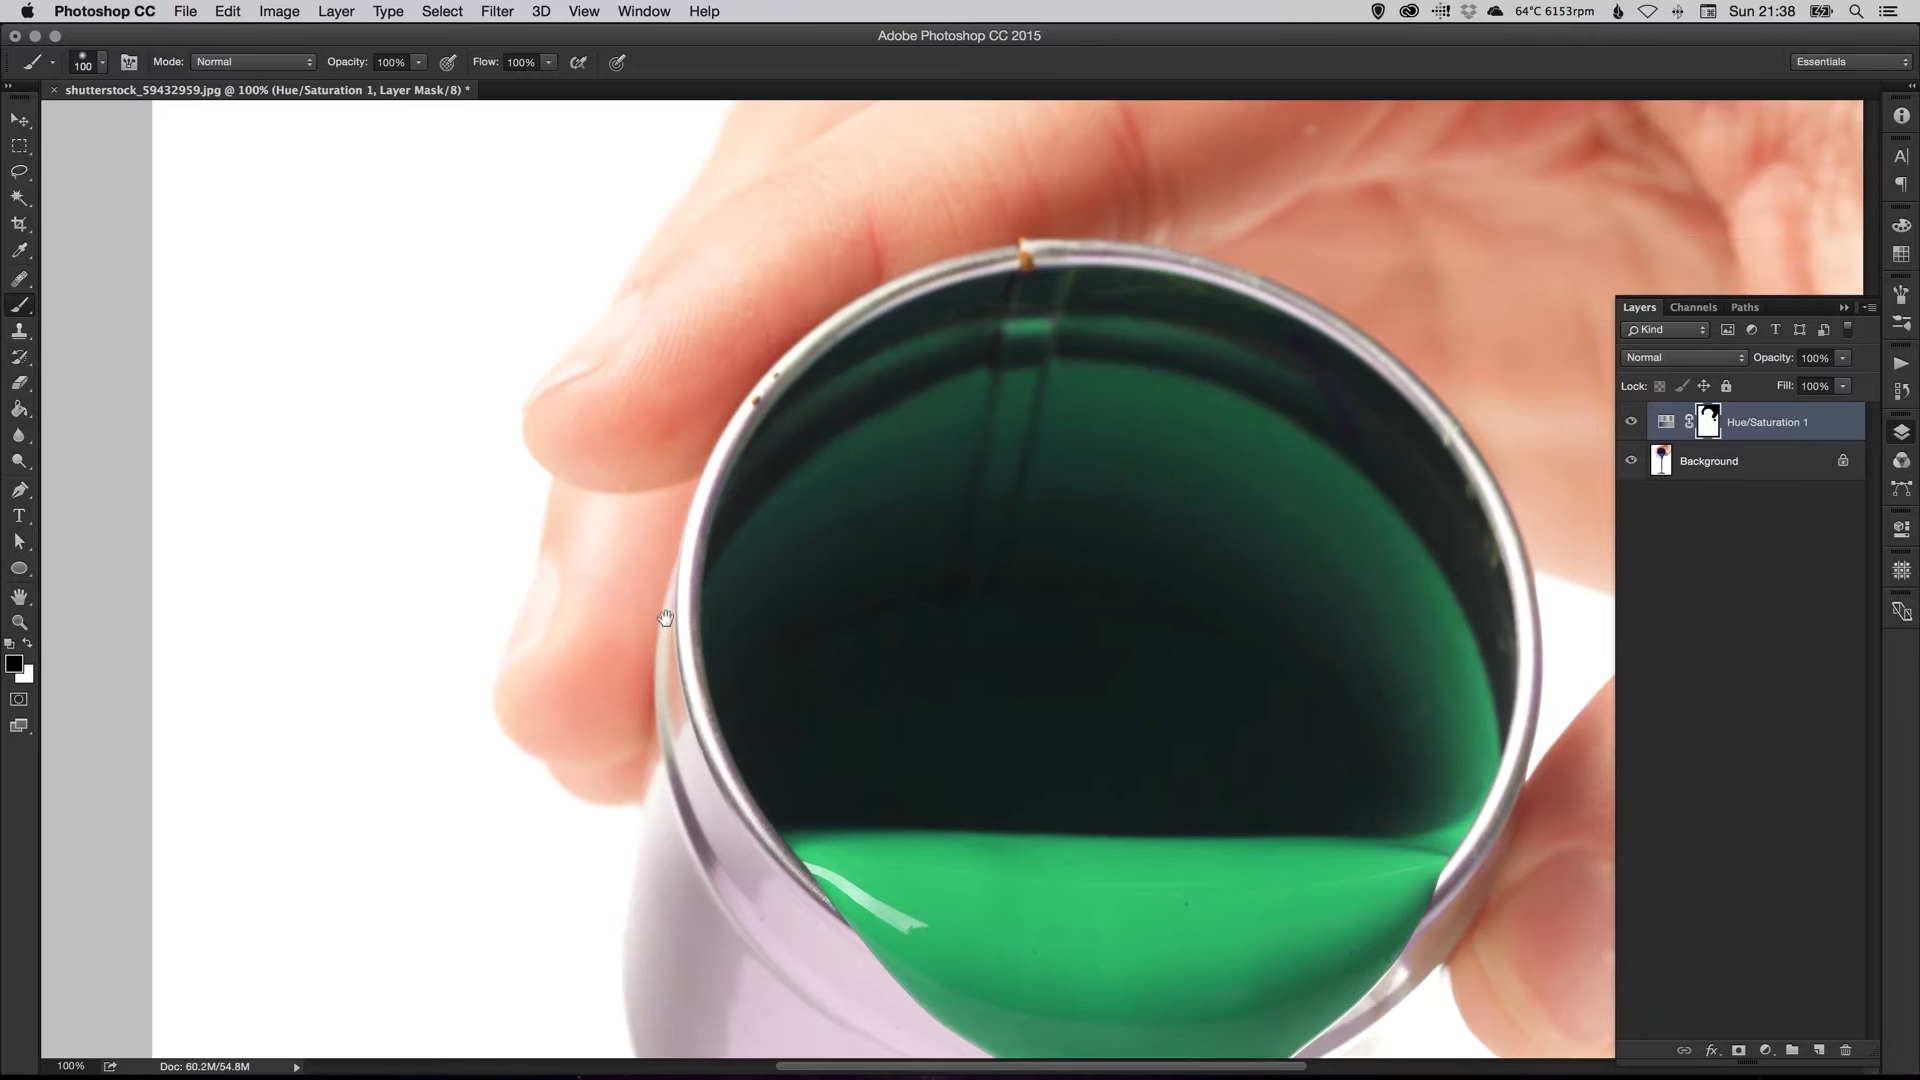 Photoshop CC File Edit Image Layer Type Select Filter 3D View Window Help 64°C 6153rpm Sun 21:38
Adobe Photoshop CC 2015
100 Mode: Normal Opacity: 100% Flow: 100% Essentials
× shutterstock_59432959.jpg @ 100% (Hue/Saturation 1, Layer Mask/8) *
Layers Channels Paths
Kind
Normal Opacity: 100%
Lock: Fill: 100%
Hue/Saturation 1
Background
100% Doc: 60.2M/54.8M